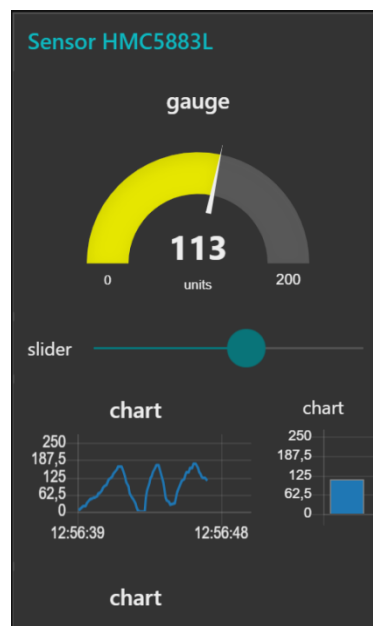 Sensor HMC5883L
gauge
113
0 units 200
slider
chart
250
187,5
125
62,5
0
12:56:39 12:56:48
chart
250
187,5
125
62,5
0
chart